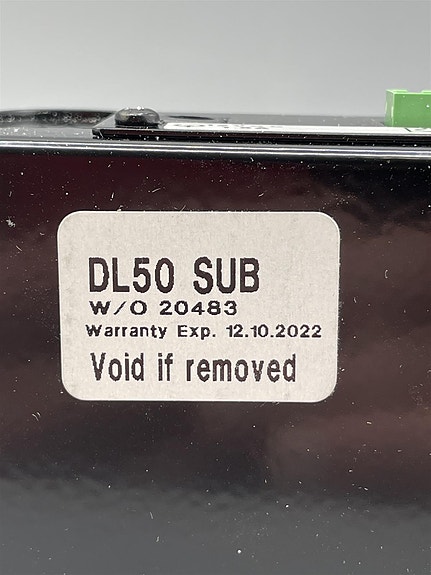 DL50 SUB
W/O 20483
Warranty Exp. 12.10.2022
Void if removed